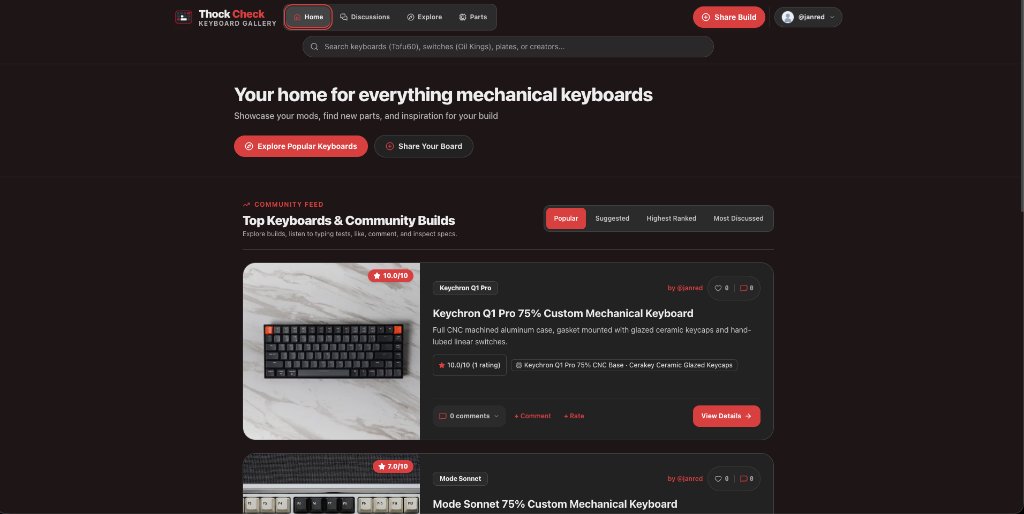 Thock Check
KEYBOARD GALLERY
Home
Discussions
Explore
Parts
Share Build
@janred
Search keyboards (Tofu60), switches (Oil Kings), plates, or creators...
Your home for everything mechanical keyboards
Showcase your mods, find new parts, and inspiration for your build
Explore Popular Keyboards
Share Your Board
COMMUNITY FEED
Top Keyboards & Community Builds
Explore builds, listen to typing tests, like, comment, and inspect specs.
Popular
Suggested
Highest Ranked
Most Discussed
10.0/10
Keychron Q1 Pro
by @janred
0
0
Keychron Q1 Pro 75% Custom Mechanical Keyboard
Full CNC machined aluminum case, gasket mounted with glazed ceramic keycaps and hand-
lubed linear switches.
10.0/10 (1 rating)
Keychron Q1 Pro 75% CNC Base · Cerakey Ceramic Glazed Keycaps
0 comments
+ Comment
+ Rate
View Details →
7.0/10
Mode Sonnet
by @janred
0
0
Mode Sonnet 75% Custom Mechanical Keyboard